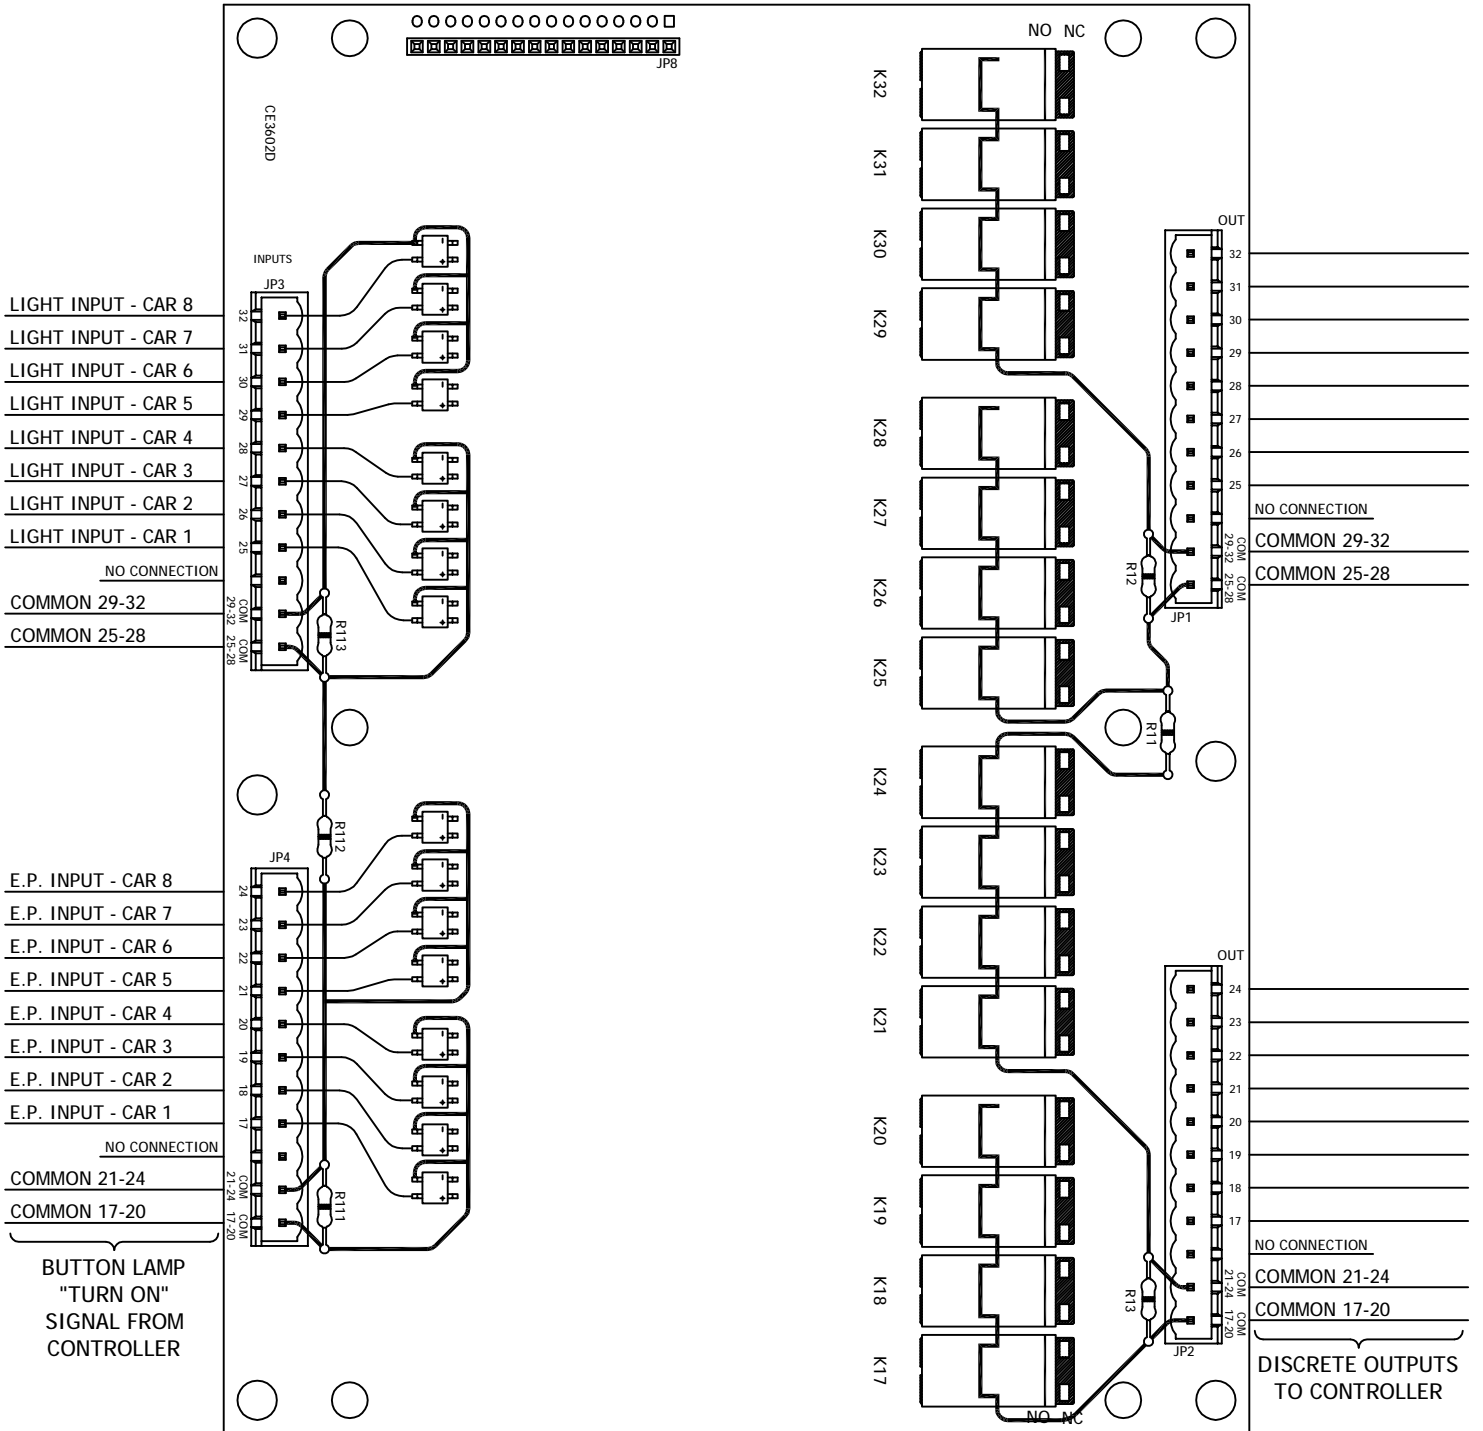 NO NC
JP8
CE3602D
K32
K31
K30
K29
K28
K27
K26
K25
K24
K23
K22
K21
K20
K19
K18
K17
NO NC
INPUTS
JP3
LIGHT INPUT - CAR 8
32
LIGHT INPUT - CAR 7
31
LIGHT INPUT - CAR 6
30
LIGHT INPUT - CAR 5
29
LIGHT INPUT - CAR 4
28
LIGHT INPUT - CAR 3
27
LIGHT INPUT - CAR 2
26
LIGHT INPUT - CAR 1
25
NO CONNECTION
COMMON 29-32
COM
29-32
COMMON 25-28
COM
25-28
R113
R112
JP4
E.P. INPUT - CAR 8
24
E.P. INPUT - CAR 7
23
E.P. INPUT - CAR 6
22
E.P. INPUT - CAR 5
21
E.P. INPUT - CAR 4
20
E.P. INPUT - CAR 3
19
E.P. INPUT - CAR 2
18
E.P. INPUT - CAR 1
17
NO CONNECTION
COMMON 21-24
COM
21-24
COMMON 17-20
COM
17-20
R111
BUTTON LAMP
"TURN ON"
SIGNAL FROM
CONTROLLER
OUT
32
31
30
29
28
27
26
25
NO CONNECTION
COM
29-32
COMMON 29-32
COM
25-28
COMMON 25-28
JP1
R12
R11
OUT
24
23
22
21
20
19
18
17
NO CONNECTION
COM
21-24
COMMON 21-24
COM
17-20
COMMON 17-20
R13
JP2
DISCRETE OUTPUTS
TO CONTROLLER